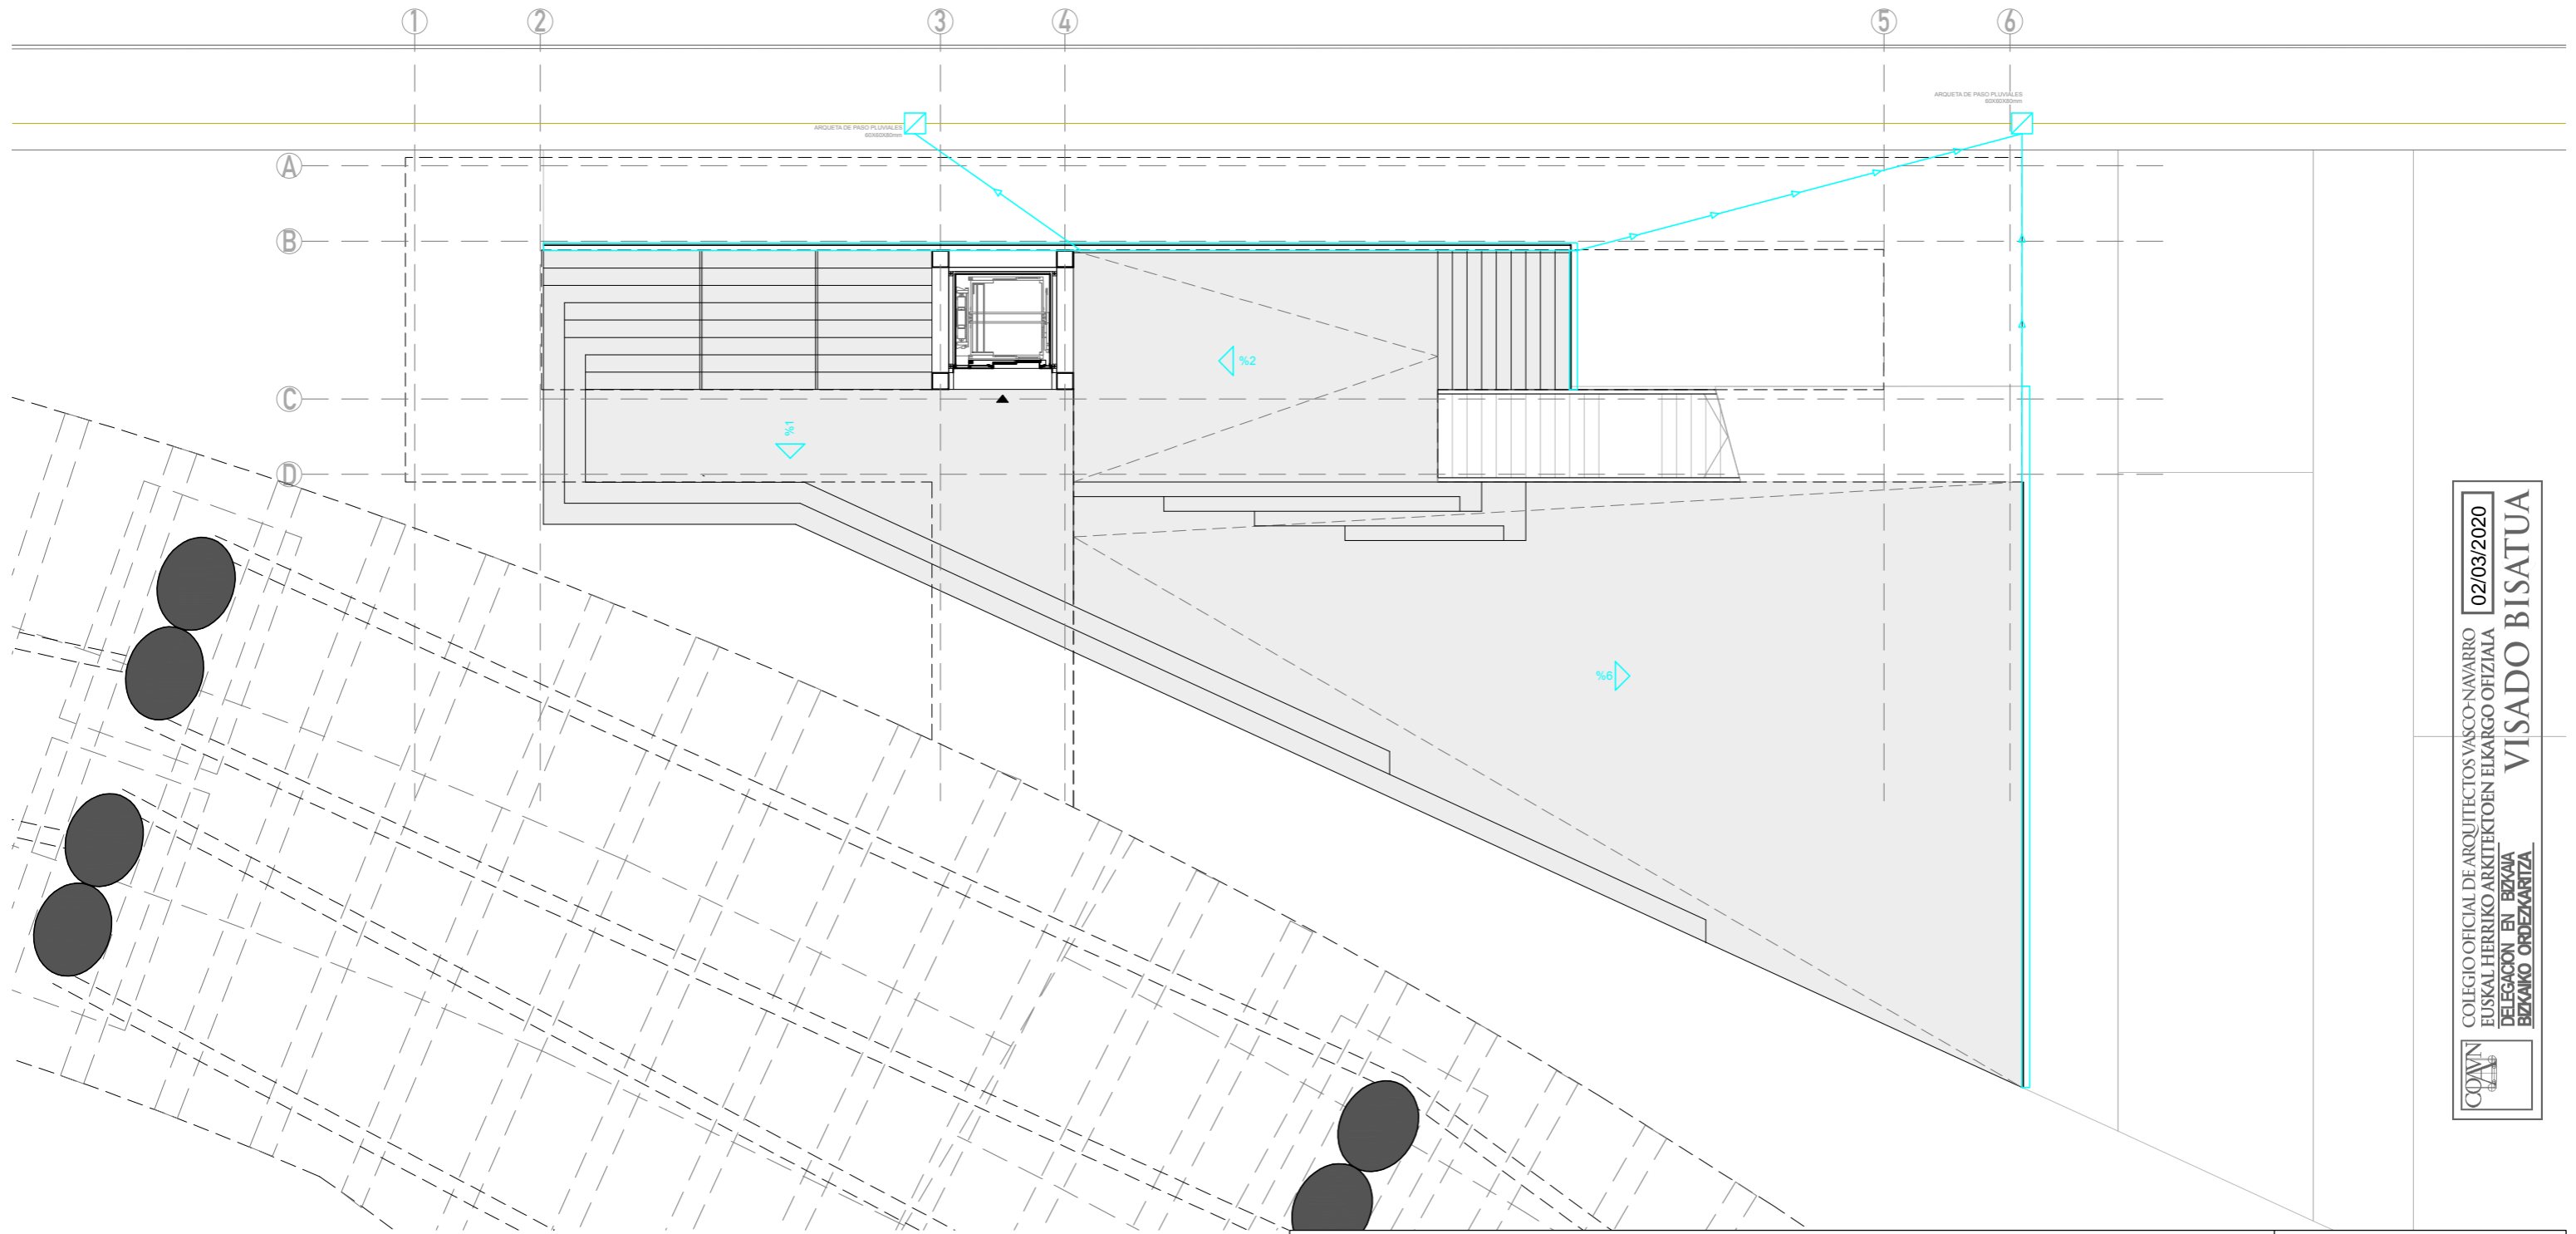 1
2
3
4
5
6
ARQUETA DE PASO PLUVIALES
60X60X80mm
ARQUETA DE PASO PLUVIALES
60X60X80mm
A
B
C
D
%2
%1
%6
COLEGIO OFICIAL DE ARQUITECTOS VASCO-NAVARRO
EUSKAL HERRIKO ARKITEKTOEN ELKARGO OFIZIALA
DELEGACION EN BIZKAIA
BIZKAIKO ORDEZKARITZA
02/03/2020
VISADO BISATUA
COAVN